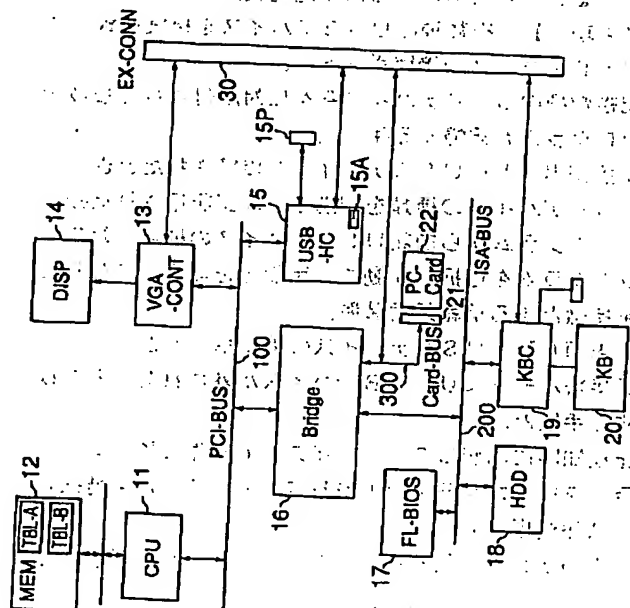 MEM
12
TBL-A
TBL-B
11
CPU
PCI-BUS
100
DISP
14
VGA
-CONT
13
EX-CONN
30
15P
15
USB
-HC
15A
Bridge
16
PC-
Card
22
21
Card-BUS
300
ISA-BUS
200
17
FL-BIOS
18
HDD
KBC
19
KB
20